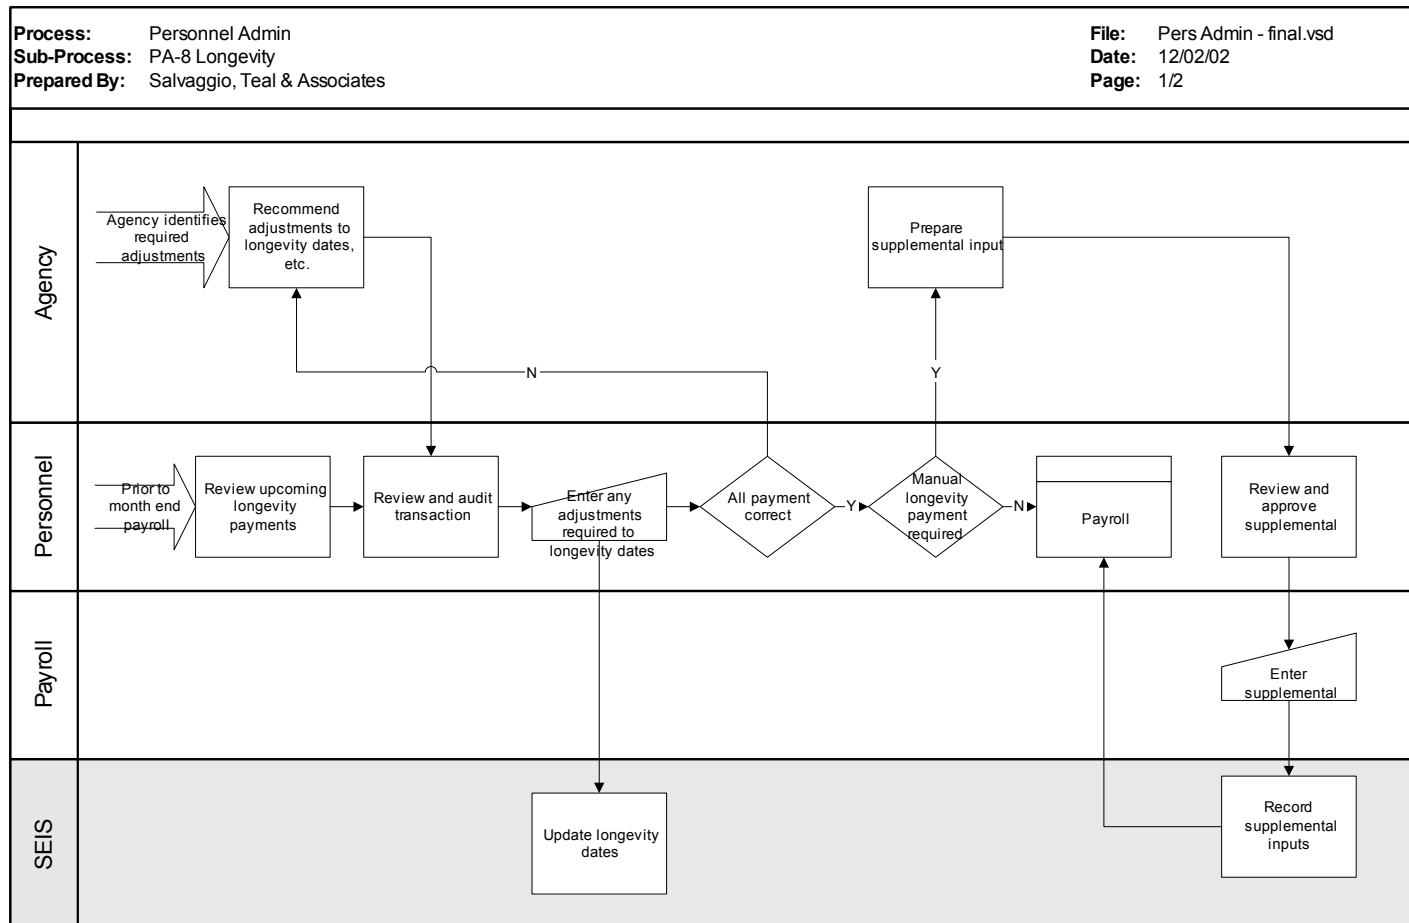 Process: Personnel Admin
Sub-Process: PA-8 Longevity
Prepared By: Salvaggio, Teal & Associates
File: Pers Admin - final.vsd
Date: 12/02/02
Page: 1/2
Agency
Agency identifies
required
adjustments
Recommend
adjustments to
longevity dates,
etc.
Prepare
supplemental input
N
Y
Personnel
Prior to
month end
payroll
Review upcoming
longevity
payments
Review and audit
transaction
Enter any
adjustments
required to
longevity dates
All payment
correct
Y
Manual
longevity
payment
required
N
Payroll
Review and
approve
supplemental
Payroll
Enter
supplemental
SEIS
Update longevity
dates
Record
supplemental
inputs